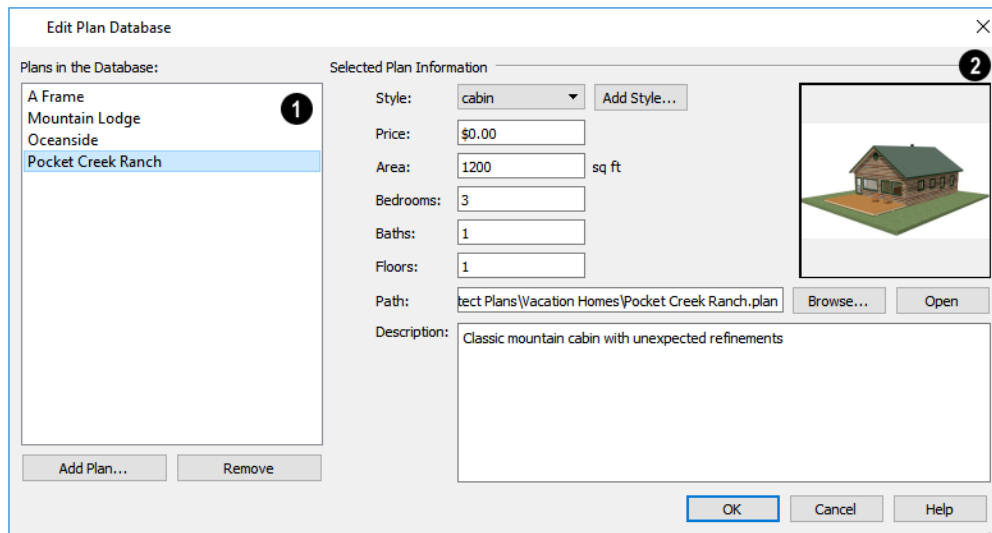 Edit Plan Database
Plans in the Database:
A Frame
Mountain Lodge
Oceanside
Pocket Creek Ranch
1
Add Plan...
Remove
Selected Plan Information
2
Style:
cabin
Add Style...
Price:
$0.00
Area:
1200
sq ft
Bedrooms:
3
Baths:
1
Floors:
1
Path:
tect Plans\Vacation Homes\Pocket Creek Ranch.plan
Browse...
Open
Description:
Classic mountain cabin with unexpected refinements
OK
Cancel
Help